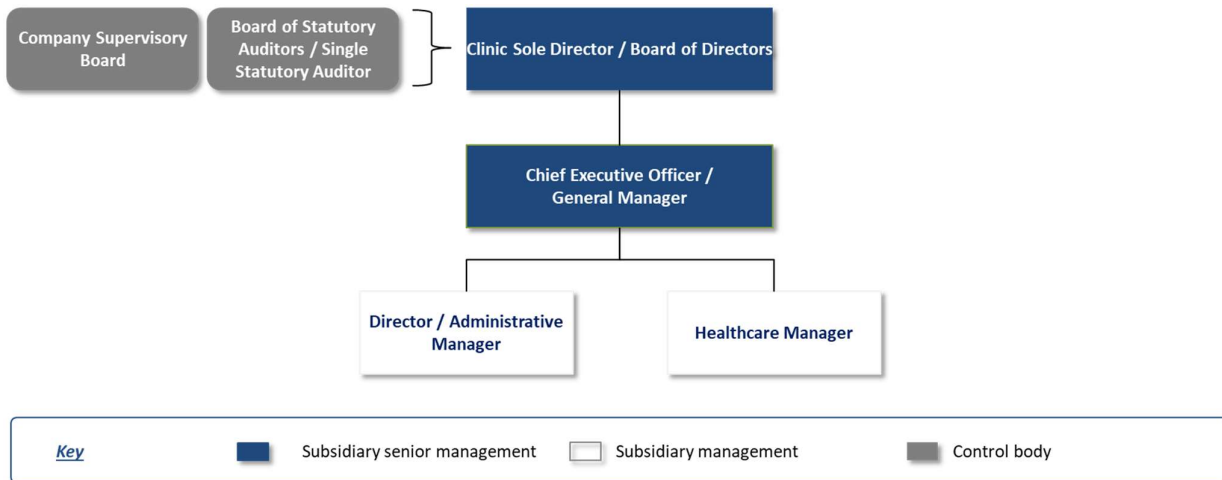 Company Supervisory
Board
Board of Statutory
Auditors / Single
Statutory Auditor
Clinic Sole Director / Board of Directors
Chief Executive Officer /
General Manager
Director / Administrative
Manager
Healthcare Manager
Key
Subsidiary senior management
Subsidiary management
Control body